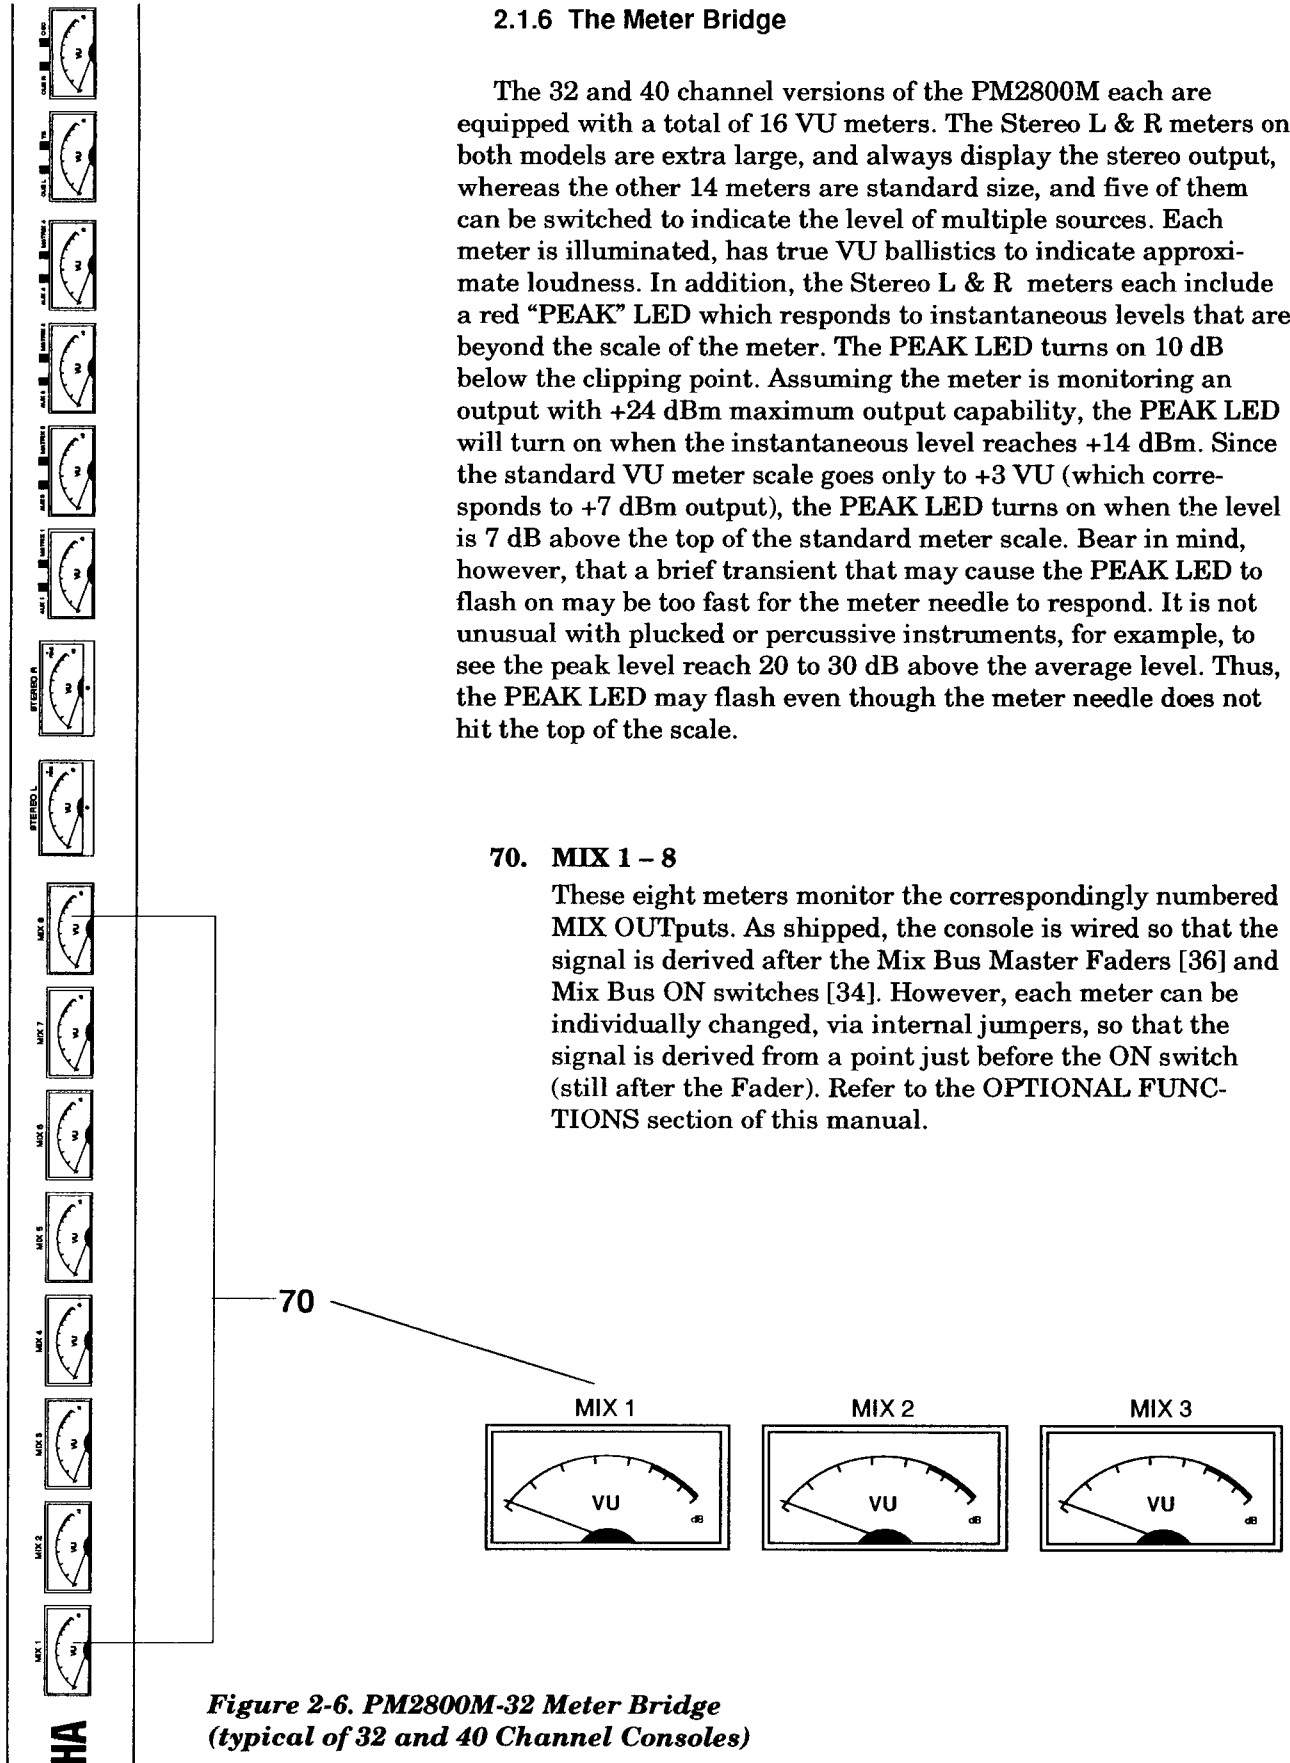 2.1.6 The Meter Bridge
The 32 and 40 channel versions of the PM2800M each are
equipped with a total of 16 VU meters. The Stereo L & R meters on
both models are extra large, and always display the stereo output,
whereas the other 14 meters are standard size, and five of them
can be switched to indicate the level of multiple sources. Each
meter is illuminated, has true VU ballistics to indicate approxi-
mate loudness. In addition, the Stereo L & R meters each include
a red “PEAK” LED which responds to instantaneous levels that are
beyond the scale of the meter. The PEAK LED turns on 10 dB
below the clipping point. Assuming the meter is monitoring an
output with +24 dBm maximum output capability, the PEAK LED
will turn on when the instantaneous level reaches +14 dBm. Since
the standard VU meter scale goes only to +3 VU (which corre-
sponds to +7 dBm output), the PEAK LED turns on when the level
is 7 dB above the top of the standard meter scale. Bear in mind,
however, that a brief transient that may cause the PEAK LED to
flash on may be too fast for the meter needle to respond. It is not
unusual with plucked or percussive instruments, for example, to
see the peak level reach 20 to 30 dB above the average level. Thus,
the PEAK LED may flash even though the meter needle does not
hit the top of the scale.
70. MIX 1 – 8
These eight meters monitor the correspondingly numbered
MIX OUTputs. As shipped, the console is wired so that the
signal is derived after the Mix Bus Master Faders [36] and
Mix Bus ON switches [34]. However, each meter can be
individually changed, via internal jumpers, so that the
signal is derived from a point just before the ON switch
(still after the Fader). Refer to the OPTIONAL FUNC-
TIONS section of this manual.
STEREO R
VU
STEREO L
VU
MIX 8
VU
MIX 7
VU
MIX 6
VU
MIX 5
VU
MIX 4
VU
MIX 3
VU
MIX 2
VU
MIX 1
VU
HA
70
MIX 1
VU
dB
MIX 2
VU
dB
MIX 3
VU
dB
Figure 2-6. PM2800M-32 Meter Bridge
(typical of 32 and 40 Channel Consoles)